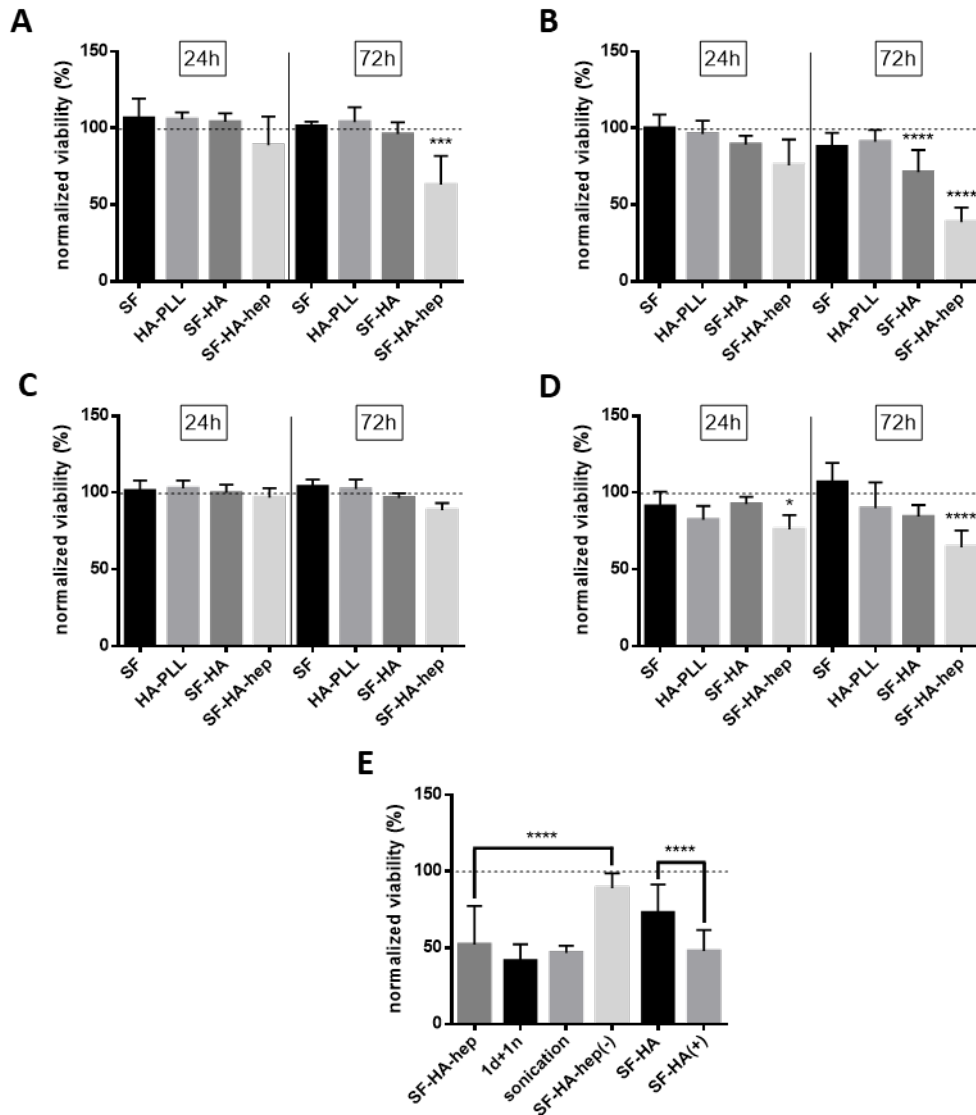 A
normalized viability (%)
150
100
50
0
24h
72h
***
SF
HA-PLL
SF-HA
SF-HA-hep
SF
HA-PLL
SF-HA
SF-HA-hep
B
normalized viability (%)
150
100
50
0
24h
72h
****
****
SF
HA-PLL
SF-HA
SF-HA-hep
SF
HA-PLL
SF-HA
SF-HA-hep
C
normalized viability (%)
150
100
50
0
24h
72h
SF
HA-PLL
SF-HA
SF-HA-hep
SF
HA-PLL
SF-HA
SF-HA-hep
D
normalized viability (%)
150
100
50
0
24h
72h
*
****
SF
HA-PLL
SF-HA
SF-HA-hep
SF
HA-PLL
SF-HA
SF-HA-hep
E
normalized viability (%)
150
100
50
0
****
****
SF-HA-hep
1d+1n
sonication
SF-HA-hep(-)
SF-HA
SF-HA(+)